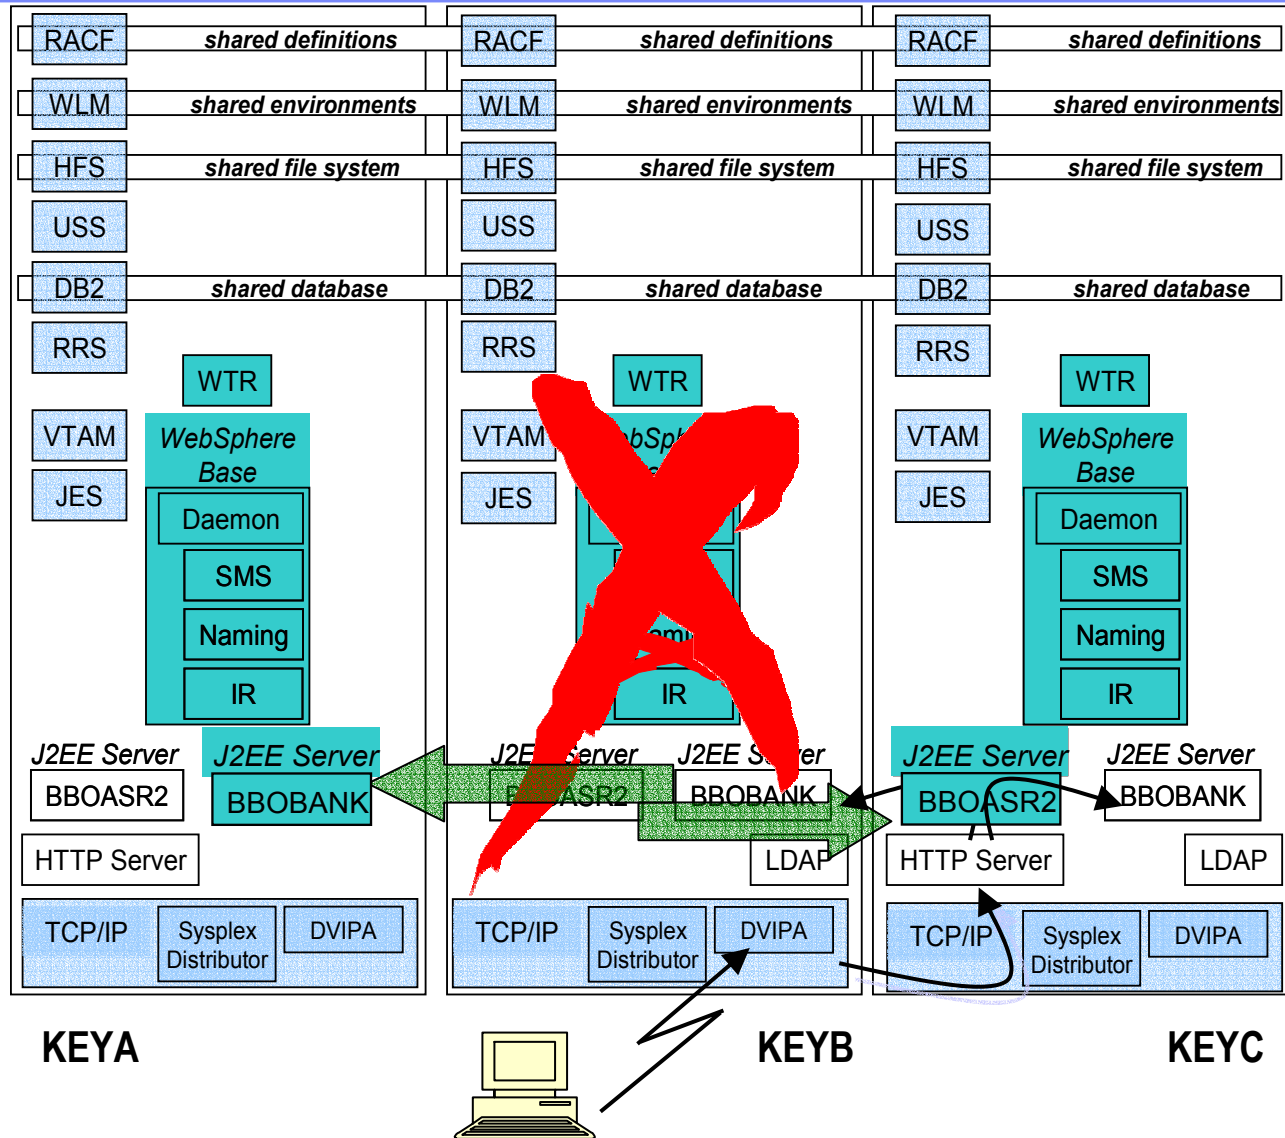 RACF shared definitions RACF shared definitions RACF shared definitions
WLM shared environments WLM shared environments WLM shared environments
HFS shared file system HFS shared file system HFS shared file system
USS USS USS
DB2 shared database DB2 shared database DB2 shared database
RRS RRS RRS
WTR WTR WTR
VTAM VTAM VTAM
WebSphere WebSphere
Base Base
JES JES JES
Daemon Daemon
SMS SMS
Naming Naming
IR IR IR
J2EE Server J2EE Server J2EE Server J2EE Server J2EE Server J2EE Server
BBOASR2 BBOBANK BBOASR2 BBOBANK BBOASR2 BBOBANK
HTTP Server LDAP HTTP Server LDAP
TCP/IP Sysplex DVIPA TCP/IP Sysplex DVIPA TCP/IP Sysplex DVIPA
Distributor Distributor Distributor
KEYA KEYB KEYC